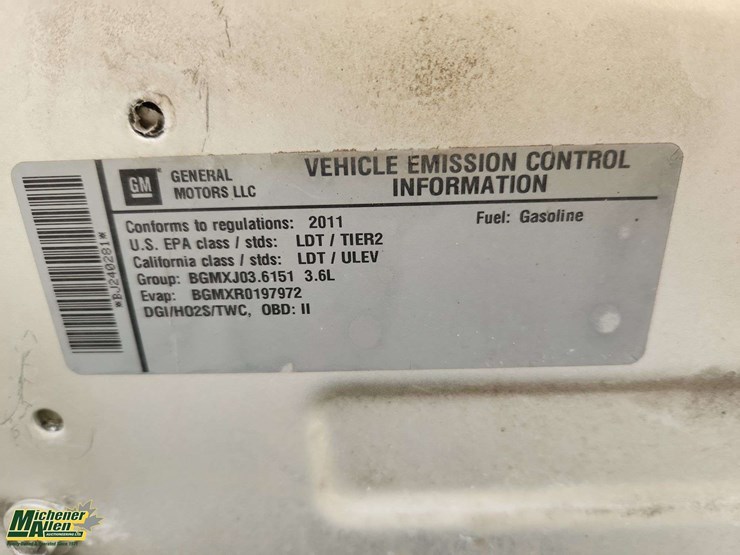 GM
GENERAL
MOTORS LLC
VEHICLE EMISSION CONTROL
INFORMATION
Conforms to regulations: 2011
Fuel: Gasoline
U.S. EPA class / stds: LDT / TIER2
California class / stds: LDT / ULEV
Group: BGMXJ03.6151 3.6L
Evap: BGMXR0197972
DGI/HO2S/TWC, OBD: II
*BJ240281*
Michener
Allen
AUCTIONEERING LTD.